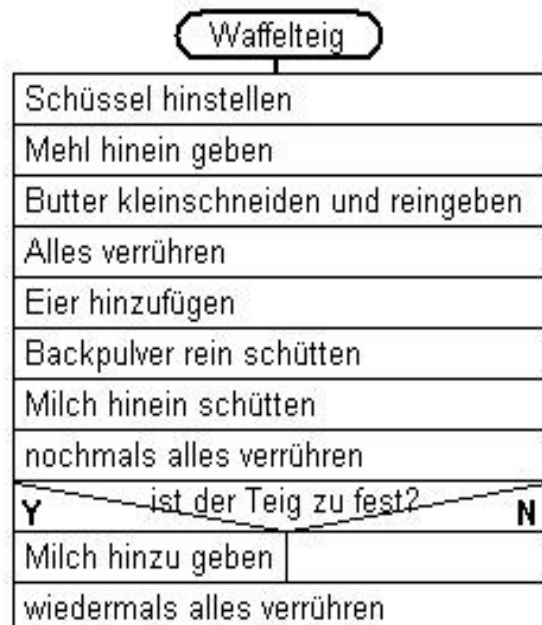 Waffelteig
Schüssel hinstellen
Mehl hinein geben
Butter kleinschneiden und reingeben
Alles verrühren
Eier hinzufügen
Backpulver rein schütten
Milch hinein schütten
nochmals alles verrühren
ist der Teig zu fest?
Y N
Milch hinzu geben
wiedermals alles verrühren